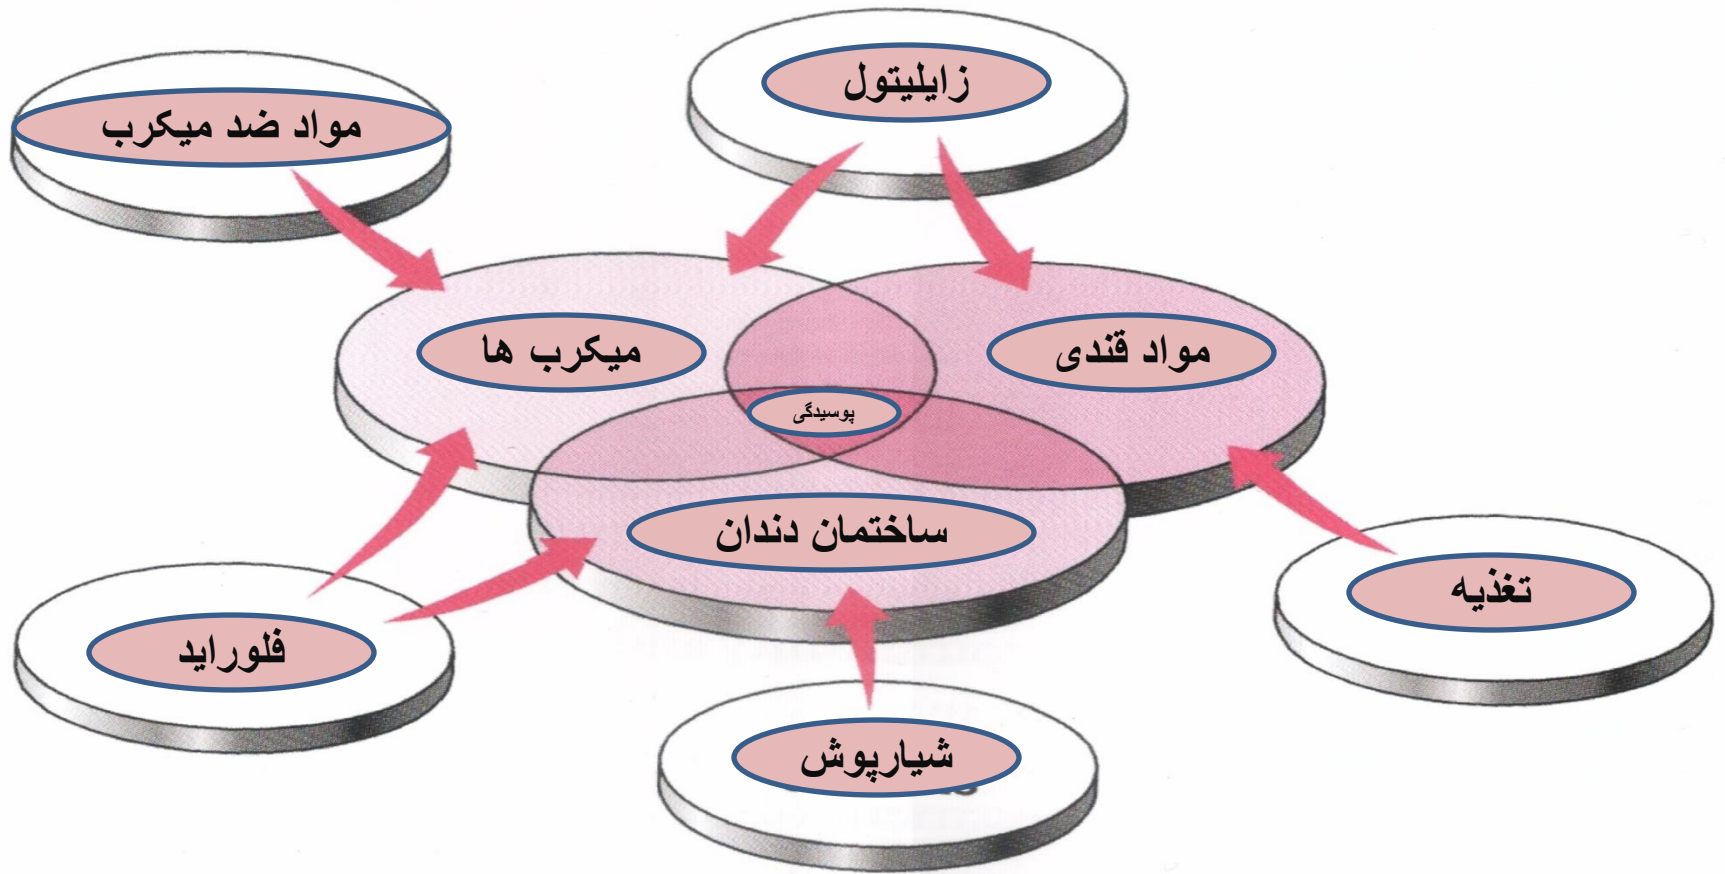 زایلیتول
مواد ضد میکرب
میکرب ها
مواد قندی
پوسیدگی
ساختمان دندان
تغذیه
فلوراید
شیارپوش